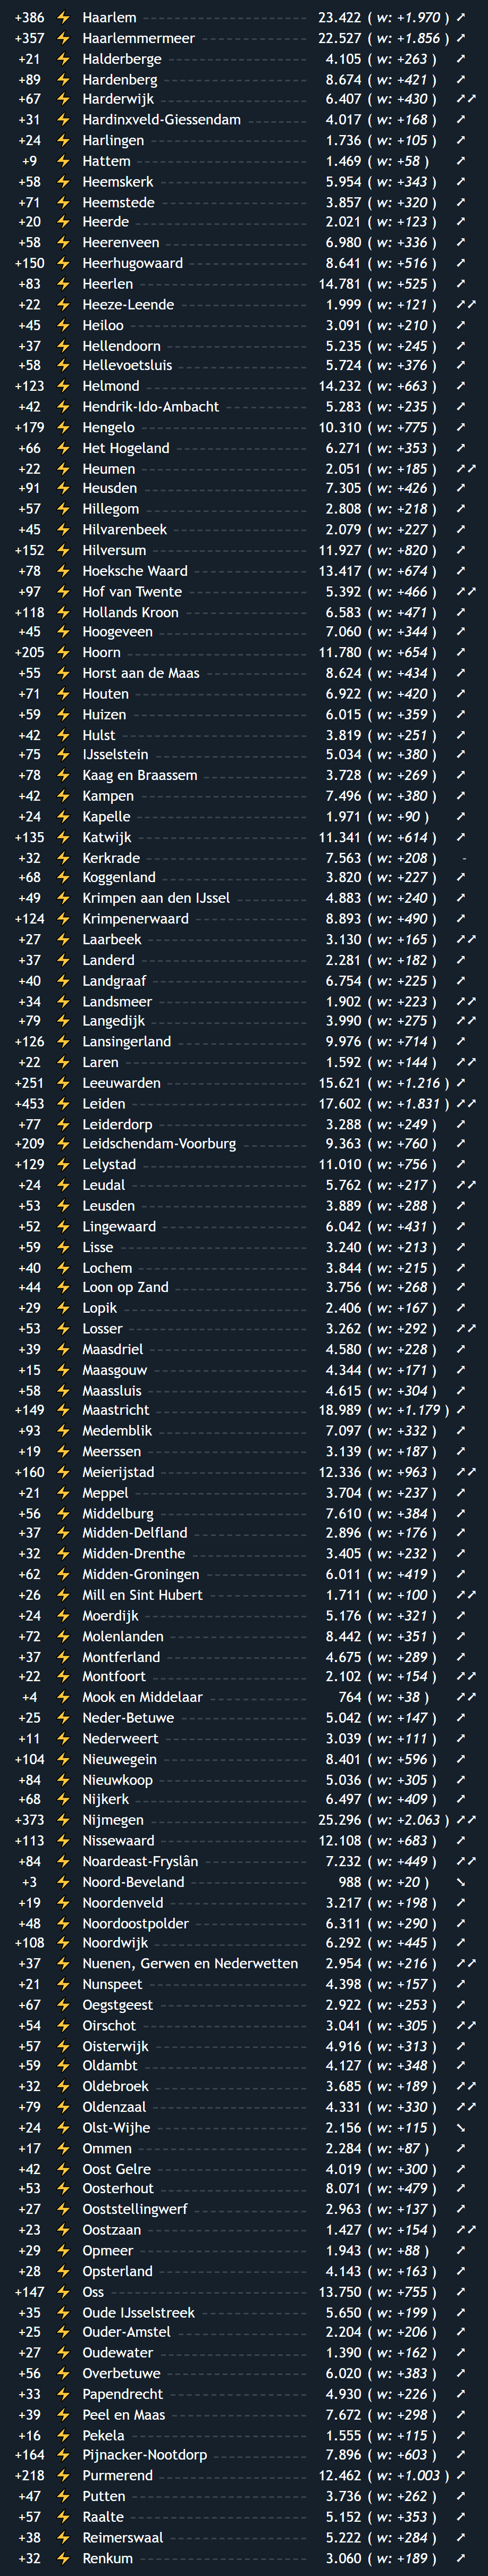 +386 ⚡ Haarlem 23.422 ( w: +1.970 ) ➚
+357 ⚡ Haarlemmermeer 22.527 ( w: +1.856 ) ➚
+21 ⚡ Halderberge 4.105 ( w: +263 ) ➚
+89 ⚡ Hardenberg 8.674 ( w: +421 ) ➚
+67 ⚡ Harderwijk 6.407 ( w: +430 ) ➚➚
+31 ⚡ Hardinxveld-Giessendam 4.017 ( w: +168 ) ➚
+24 ⚡ Harlingen 1.736 ( w: +105 ) ➚
+9 ⚡ Hattem 1.469 ( w: +58 ) ➚
+58 ⚡ Heemskerk 5.954 ( w: +343 ) ➚
+71 ⚡ Heemstede 3.857 ( w: +320 ) ➚
+20 ⚡ Heerde 2.021 ( w: +123 ) ➚
+58 ⚡ Heerenveen 6.980 ( w: +336 ) ➚
+150 ⚡ Heerhugowaard 8.641 ( w: +516 ) ➚
+83 ⚡ Heerlen 14.781 ( w: +525 ) ➚
+22 ⚡ Heeze-Leende 1.999 ( w: +121 ) ➚➚
+45 ⚡ Heiloo 3.091 ( w: +210 ) ➚
+37 ⚡ Hellendoorn 5.235 ( w: +245 ) ➚
+58 ⚡ Hellevoetsluis 5.724 ( w: +376 ) ➚
+123 ⚡ Helmond 14.232 ( w: +663 ) ➚
+42 ⚡ Hendrik-Ido-Ambacht 5.283 ( w: +235 ) ➚
+179 ⚡ Hengelo 10.310 ( w: +775 ) ➚
+66 ⚡ Het Hogeland 6.271 ( w: +353 ) ➚
+22 ⚡ Heumen 2.051 ( w: +185 ) ➚➚
+91 ⚡ Heusden 7.305 ( w: +426 ) ➚
+57 ⚡ Hillegom 2.808 ( w: +218 ) ➚
+45 ⚡ Hilvarenbeek 2.079 ( w: +227 ) ➚
+152 ⚡ Hilversum 11.927 ( w: +820 ) ➚
+78 ⚡ Hoeksche Waard 13.417 ( w: +674 ) ➚
+97 ⚡ Hof van Twente 5.392 ( w: +466 ) ➚➚
+118 ⚡ Hollands Kroon 6.583 ( w: +471 ) ➚
+45 ⚡ Hoogeveen 7.060 ( w: +344 ) ➚
+205 ⚡ Hoorn 11.780 ( w: +654 ) ➚
+55 ⚡ Horst aan de Maas 8.624 ( w: +434 ) ➚
+71 ⚡ Houten 6.922 ( w: +420 ) ➚
+59 ⚡ Huizen 6.015 ( w: +359 ) ➚
+42 ⚡ Hulst 3.819 ( w: +251 ) ➚
+75 ⚡ IJsselstein 5.034 ( w: +380 ) ➚
+78 ⚡ Kaag en Braassem 3.728 ( w: +269 ) ➚
+42 ⚡ Kampen 7.496 ( w: +380 ) ➚
+24 ⚡ Kapelle 1.971 ( w: +90 ) ➚
+135 ⚡ Katwijk 11.341 ( w: +614 ) ➚
+32 ⚡ Kerkrade 7.563 ( w: +208 ) -
+68 ⚡ Koggenland 3.820 ( w: +227 ) ➚
+49 ⚡ Krimpen aan den IJssel 4.883 ( w: +240 ) ➚
+124 ⚡ Krimpenerwaard 8.893 ( w: +490 ) ➚
+27 ⚡ Laarbeek 3.130 ( w: +165 ) ➚➚
+37 ⚡ Landerd 2.281 ( w: +182 ) ➚
+40 ⚡ Landgraaf 6.754 ( w: +225 ) ➚
+34 ⚡ Landsmeer 1.902 ( w: +223 ) ➚➚
+79 ⚡ Langedijk 3.990 ( w: +275 ) ➚➚
+126 ⚡ Lansingerland 9.976 ( w: +714 ) ➚
+22 ⚡ Laren 1.592 ( w: +144 ) ➚➚
+251 ⚡ Leeuwarden 15.621 ( w: +1.216 ) ➚
+453 ⚡ Leiden 17.602 ( w: +1.831 ) ➚➚
+77 ⚡ Leiderdorp 3.288 ( w: +249 ) ➚
+209 ⚡ Leidschendam-Voorburg 9.363 ( w: +760 ) ➚
+129 ⚡ Lelystad 11.010 ( w: +756 ) ➚
+24 ⚡ Leudal 5.762 ( w: +217 ) ➚➚
+53 ⚡ Leusden 3.889 ( w: +288 ) ➚
+52 ⚡ Lingewaard 6.042 ( w: +431 ) ➚
+59 ⚡ Lisse 3.240 ( w: +213 ) ➚
+40 ⚡ Lochem 3.844 ( w: +215 ) ➚
+44 ⚡ Loon op Zand 3.756 ( w: +268 ) ➚
+29 ⚡ Lopik 2.406 ( w: +167 ) ➚
+53 ⚡ Losser 3.262 ( w: +292 ) ➚➚
+39 ⚡ Maasdriel 4.580 ( w: +228 ) ➚
+15 ⚡ Maasgouw 4.344 ( w: +171 ) ➚
+58 ⚡ Maassluis 4.615 ( w: +304 ) ➚
+149 ⚡ Maastricht 18.989 ( w: +1.179 ) ➚
+93 ⚡ Medemblik 7.097 ( w: +332 ) ➚
+19 ⚡ Meerssen 3.139 ( w: +187 ) ➚
+160 ⚡ Meierijstad 12.336 ( w: +963 ) ➚➚
+21 ⚡ Meppel 3.704 ( w: +237 ) ➚
+56 ⚡ Middelburg 7.610 ( w: +384 ) ➚
+37 ⚡ Midden-Delfland 2.896 ( w: +176 ) ➚
+32 ⚡ Midden-Drenthe 3.405 ( w: +232 ) ➚
+62 ⚡ Midden-Groningen 6.011 ( w: +419 ) ➚
+26 ⚡ Mill en Sint Hubert 1.711 ( w: +100 ) ➚➚
+24 ⚡ Moerdijk 5.176 ( w: +321 ) ➚
+72 ⚡ Molenlanden 8.442 ( w: +351 ) ➚
+37 ⚡ Montferland 4.675 ( w: +289 ) ➚
+22 ⚡ Montfoort 2.102 ( w: +154 ) ➚➚
+4 ⚡ Mook en Middelaar 764 ( w: +38 ) ➚➚
+25 ⚡ Neder-Betuwe 5.042 ( w: +147 ) ➚
+11 ⚡ Nederweert 3.039 ( w: +111 ) ➚
+104 ⚡ Nieuwegein 8.401 ( w: +596 ) ➚
+84 ⚡ Nieuwkoop 5.036 ( w: +305 ) ➚
+68 ⚡ Nijkerk 6.497 ( w: +409 ) ➚
+373 ⚡ Nijmegen 25.296 ( w: +2.063 ) ➚➚
+113 ⚡ Nissewaard 12.108 ( w: +683 ) ➚
+84 ⚡ Noardeast-Fryslân 7.232 ( w: +449 ) ➚➚
+3 ⚡ Noord-Beveland 988 ( w: +20 ) ➘
+19 ⚡ Noordenveld 3.217 ( w: +198 ) ➚
+48 ⚡ Noordoostpolder 6.311 ( w: +290 ) ➚
+108 ⚡ Noordwijk 6.292 ( w: +445 ) ➚
+37 ⚡ Nuenen, Gerwen en Nederwetten 2.954 ( w: +216 ) ➚➚
+21 ⚡ Nunspeet 4.398 ( w: +157 ) ➚
+67 ⚡ Oegstgeest 2.922 ( w: +253 ) ➚
+54 ⚡ Oirschot 3.041 ( w: +305 ) ➚➚
+57 ⚡ Oisterwijk 4.916 ( w: +313 ) ➚
+59 ⚡ Oldambt 4.127 ( w: +348 ) ➚
+32 ⚡ Oldebroek 3.685 ( w: +189 ) ➚➚
+79 ⚡ Oldenzaal 4.331 ( w: +330 ) ➚➚
+24 ⚡ Olst-Wijhe 2.156 ( w: +115 ) ➘
+17 ⚡ Ommen 2.284 ( w: +87 ) ➚
+42 ⚡ Oost Gelre 4.019 ( w: +300 ) ➚
+53 ⚡ Oosterhout 8.071 ( w: +479 ) ➚
+27 ⚡ Ooststellingwerf 2.963 ( w: +137 ) ➚
+23 ⚡ Oostzaan 1.427 ( w: +154 ) ➚➚
+29 ⚡ Opmeer 1.943 ( w: +88 ) ➚
+28 ⚡ Opsterland 4.143 ( w: +163 ) ➚
+147 ⚡ Oss 13.750 ( w: +755 ) ➚
+35 ⚡ Oude IJsselstreek 5.650 ( w: +199 ) ➚
+25 ⚡ Ouder-Amstel 2.204 ( w: +206 ) ➚
+27 ⚡ Oudewater 1.390 ( w: +162 ) ➚
+56 ⚡ Overbetuwe 6.020 ( w: +383 ) ➚
+33 ⚡ Papendrecht 4.930 ( w: +226 ) ➚
+39 ⚡ Peel en Maas 7.672 ( w: +298 ) ➚
+16 ⚡ Pekela 1.555 ( w: +115 ) ➚
+164 ⚡ Pijnacker-Nootdorp 7.896 ( w: +603 ) ➚
+218 ⚡ Purmerend 12.462 ( w: +1.003 ) ➚
+47 ⚡ Putten 3.736 ( w: +262 ) ➚
+57 ⚡ Raalte 5.152 ( w: +353 ) ➚
+38 ⚡ Reimerswaal 5.222 ( w: +284 ) ➚
+32 ⚡ Renkum 3.060 ( w: +189 ) ➚